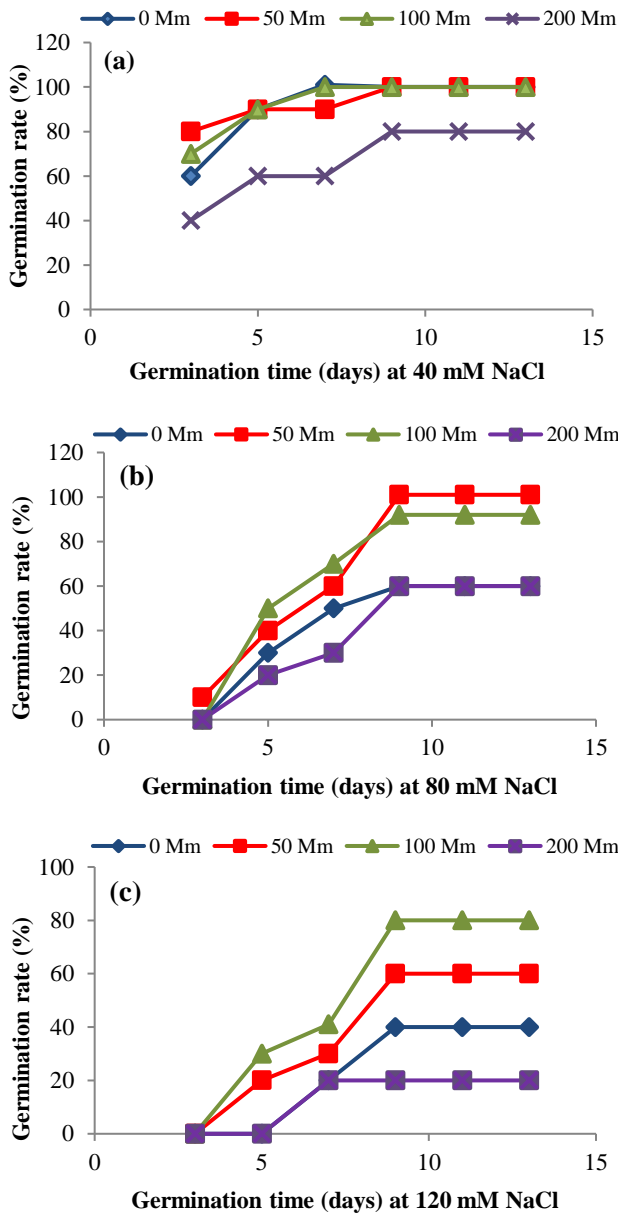 0 Mm 50 Mm 100 Mm 200 Mm
(a)
Germination rate (%)
120
100
80
60
40
20
0
0 5 10 15
Germination time (days) at 40 mM NaCl
0 Mm 50 Mm 100 Mm 200 Mm
(b)
Germination rate (%)
120
100
80
60
40
20
0
0 5 10 15
Germination time (days) at 80 mM NaCl
0 Mm 50 Mm 100 Mm 200 Mm
(c)
Germination rate (%)
100
80
60
40
20
0
0 5 10 15
Germination time (days) at 120 mM NaCl